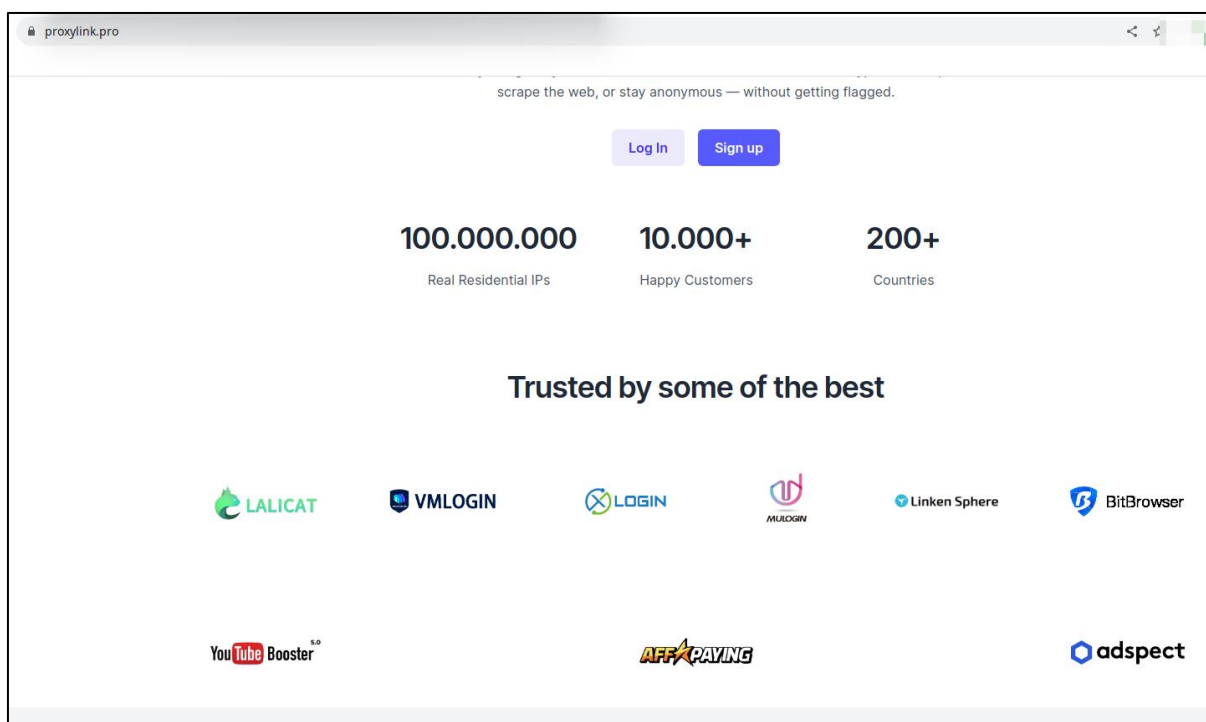 proxylink.pro
scrape the web, or stay anonymous — without getting flagged.
Log In Sign up
100.000.000 10.000+ 200+
Real Residential IPs Happy Customers Countries
Trusted by some of the best
LALICAT VMLOGIN LOGIN MULOGIN Linken Sphere BitBrowser
YouTube Booster 5.0 AFFPAYING adspect